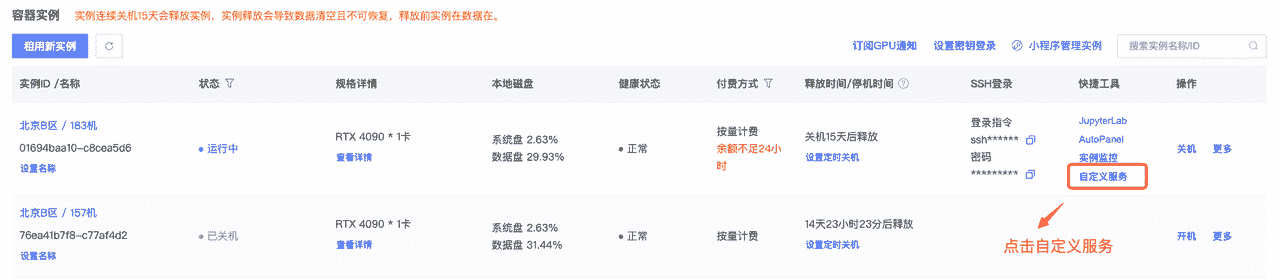 容器实例 实例连续关机15天会释放实例，实例释放会导致数据清空且不可恢复，释放前实例在数据在。
租用新实例 订阅GPU通知 设置密钥登录 小程序管理实例 搜索实例名称/ID
实例ID /名称 状态 规格详情 本地磁盘 健康状态 付费方式 释放时间/停机时间 SSH登录 快捷工具 操作
北京B区 / 183机
01694baa10-c8cea5d6
设置名称
运行中
RTX 4090 * 1卡
查看详情
系统盘 2.63%
数据盘 29.93%
正常
按量计费
余额不足24小
时
关机15天后释放
设置定时关机
登录指令
ssh******
密码
*********
JupyterLab
AutoPanel
实例监控
自定义服务
关机 更多
北京B区 / 157机
76ea41b7f8-c77af4d2
设置名称
已关机
RTX 4090 * 1卡
查看详情
系统盘 2.63%
数据盘 31.44%
正常
按量计费
14天23小时23分后释放
设置定时关机
点击自定义服务
开机 更多